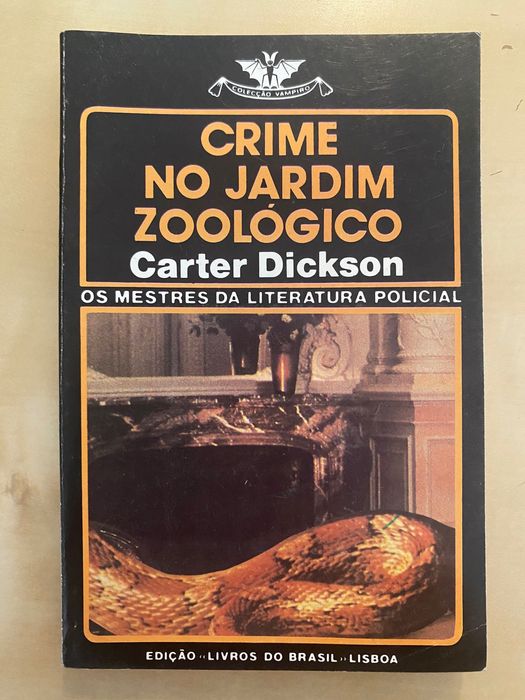 COLECÇÃO VAMPIRO
CRIME
NO JARDIM
ZOOLÓGICO
Carter Dickson
OS MESTRES DA LITERATURA POLICIAL
EDIÇÃO «LIVROS DO BRASIL» LISBOA